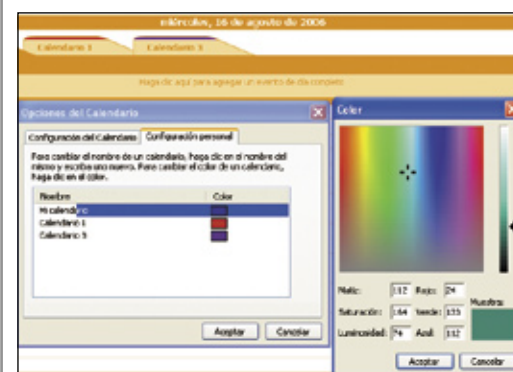 miércoles, 16 de agosto de 2006
Calendario 1
Calendario 3
Haga clic aquí para agregar un evento de día completo
Opciones del Calendario
Configuración del Calendario
Configuración personal
Para cambiar el nombre de un calendario, haga clic en el nombre del
mismo y escriba uno nuevo. Para cambiar el color de un calendario,
haga clic en el color.
Nombre Color
Mi calendario
Calendario 1
Calendario 3
Aceptar Cancelar
Color
Matiz: 112 Rojo: 24
Saturación: 164 Verde: 133
Luminosidad: 74 Azul: 112
Muestra
Aceptar Cancelar